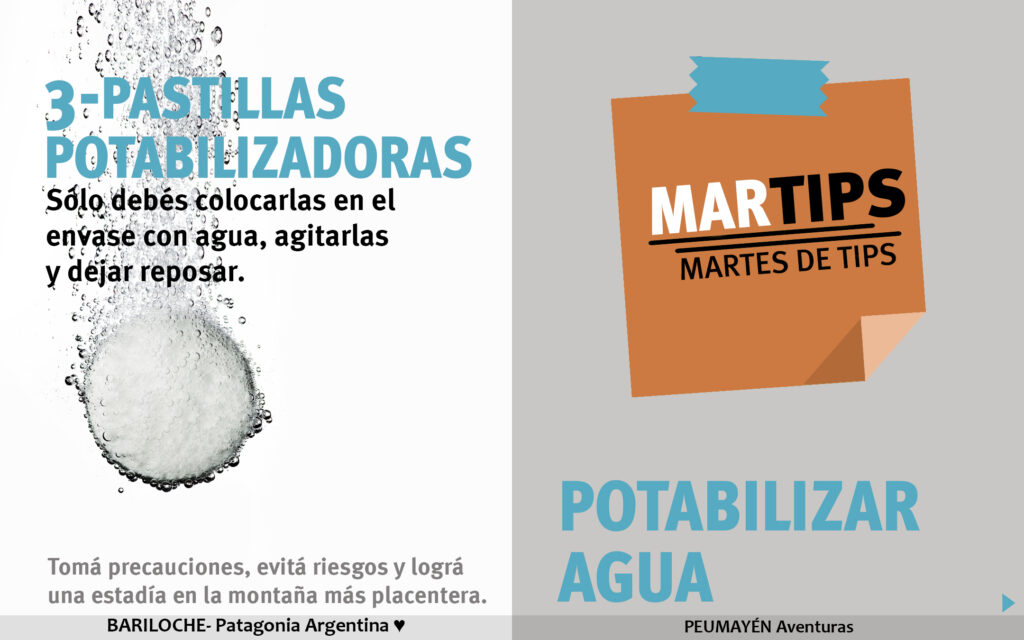 3-PASTILLAS
POTABILIZADORAS
Sólo debés colocarlas en el
envase con agua, agitarlas
y dejar reposar.
Tomá precauciones, evitá riesgos y lográ
una estadía en la montaña más placentera.
BARILOCHE- Patagonia Argentina ♥
MARTIPS
MARTES DE TIPS
POTABILIZAR
AGUA
PEUMAYÉN Aventuras